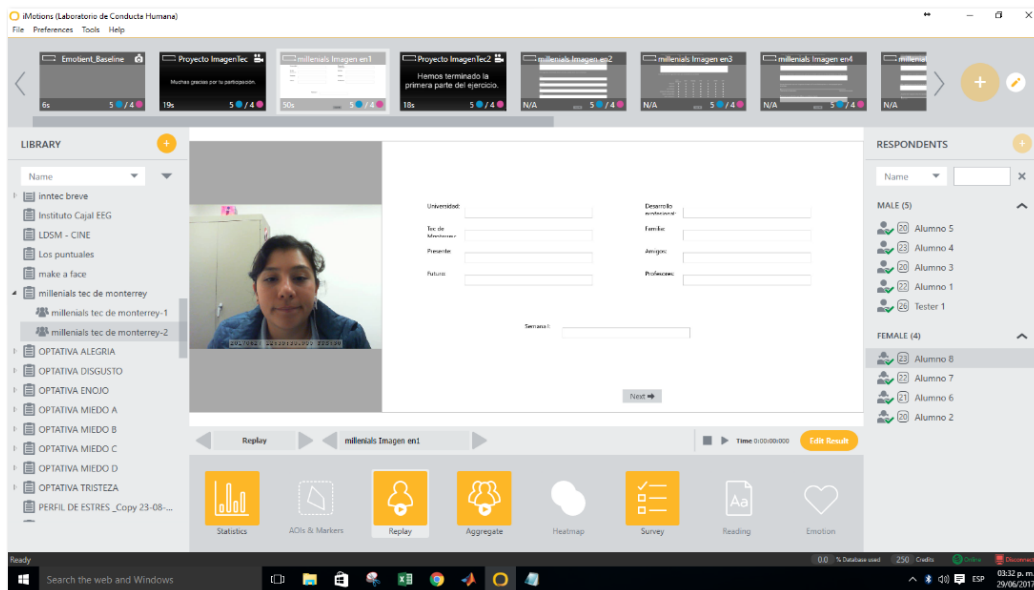 iMotions (Laboratorio de Conducta Humana)
File Preferences Tools Help
Emotient_Baseline
6s 5 / 4
Proyecto ImagenTec
Muchas gracias por tu participación.
19s 5 / 4
millenials Imagen en1
50s 5 / 4
Proyecto ImagenTec2
Hemos terminado la
primera parte del ejercicio.
18s 5 / 4
millenials Imagen en2
N/A 5 / 4
millenials Imagen en3
N/A 5 / 4
millenials Imagen en4
N/A 5 / 4
millenial
N/A
LIBRARY
Name
inntec breve
Instituto Cajal EEG
LDSM - CINE
Los puntuales
make a face
millenials tec de monterrey
millenials tec de monterrey-1
millenials tec de monterrey-2
OPTATIVA ALEGRIA
OPTATIVA DISGUSTO
OPTATIVA ENOJO
OPTATIVA MIEDO A
OPTATIVA MIEDO B
OPTATIVA MIEDO C
OPTATIVA MIEDO D
OPTATIVA TRISTEZA
PERFIL DE ESTRES _Copy 23-08-...
Universidad:
Tec de
Monterrey:
Presente:
Futuro:
Desarrollo
profesional:
Familia:
Amigos:
Profesores:
Semana i:
Next
Replay
millenials Imagen en1
Time 0:00:00:000
Edit Result
Statistics
AOIs & Markers
Replay
Aggregate
Heatmap
Survey
Aa
Reading
Emotion
RESPONDENTS
Name
MALE (5)
20 Alumno 5
23 Alumno 4
20 Alumno 3
22 Alumno 1
26 Tester 1
FEMALE (4)
23 Alumno 8
22 Alumno 7
21 Alumno 6
20 Alumno 2
Ready
0.0 % Database used 250 Credits Online Disconnect
Search the web and Windows
ESP
03:32 p. m.
29/06/2017